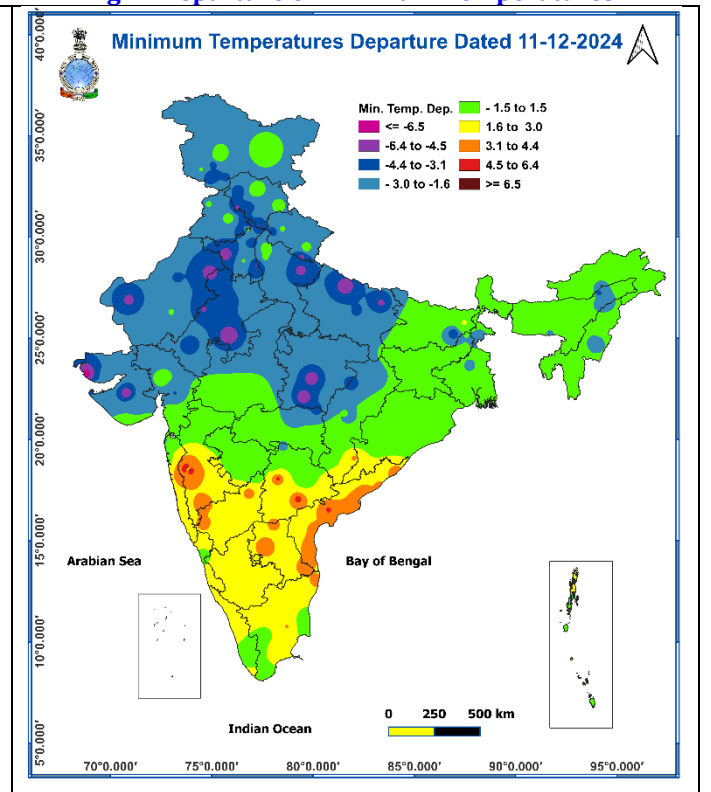 Minimum Temperatures Departure Dated 11-12-2024
Min. Temp. Dep.
<= -6.5
-6.4 to -4.5
-4.4 to -3.1
- 3.0 to -1.6
- 1.5 to 1.5
1.6 to 3.0
3.1 to 4.4
4.5 to 6.4
>= 6.5
40°0.000'
35°0.000'
30°0.000'
25°0.000'
20°0.000'
15°0.000'
10°0.000'
5°0.000'
Arabian Sea
Bay of Bengal
Indian Ocean
0 250 500 km
70°0.000' 75°0.000' 80°0.000' 85°0.000' 90°0.000' 95°0.000'